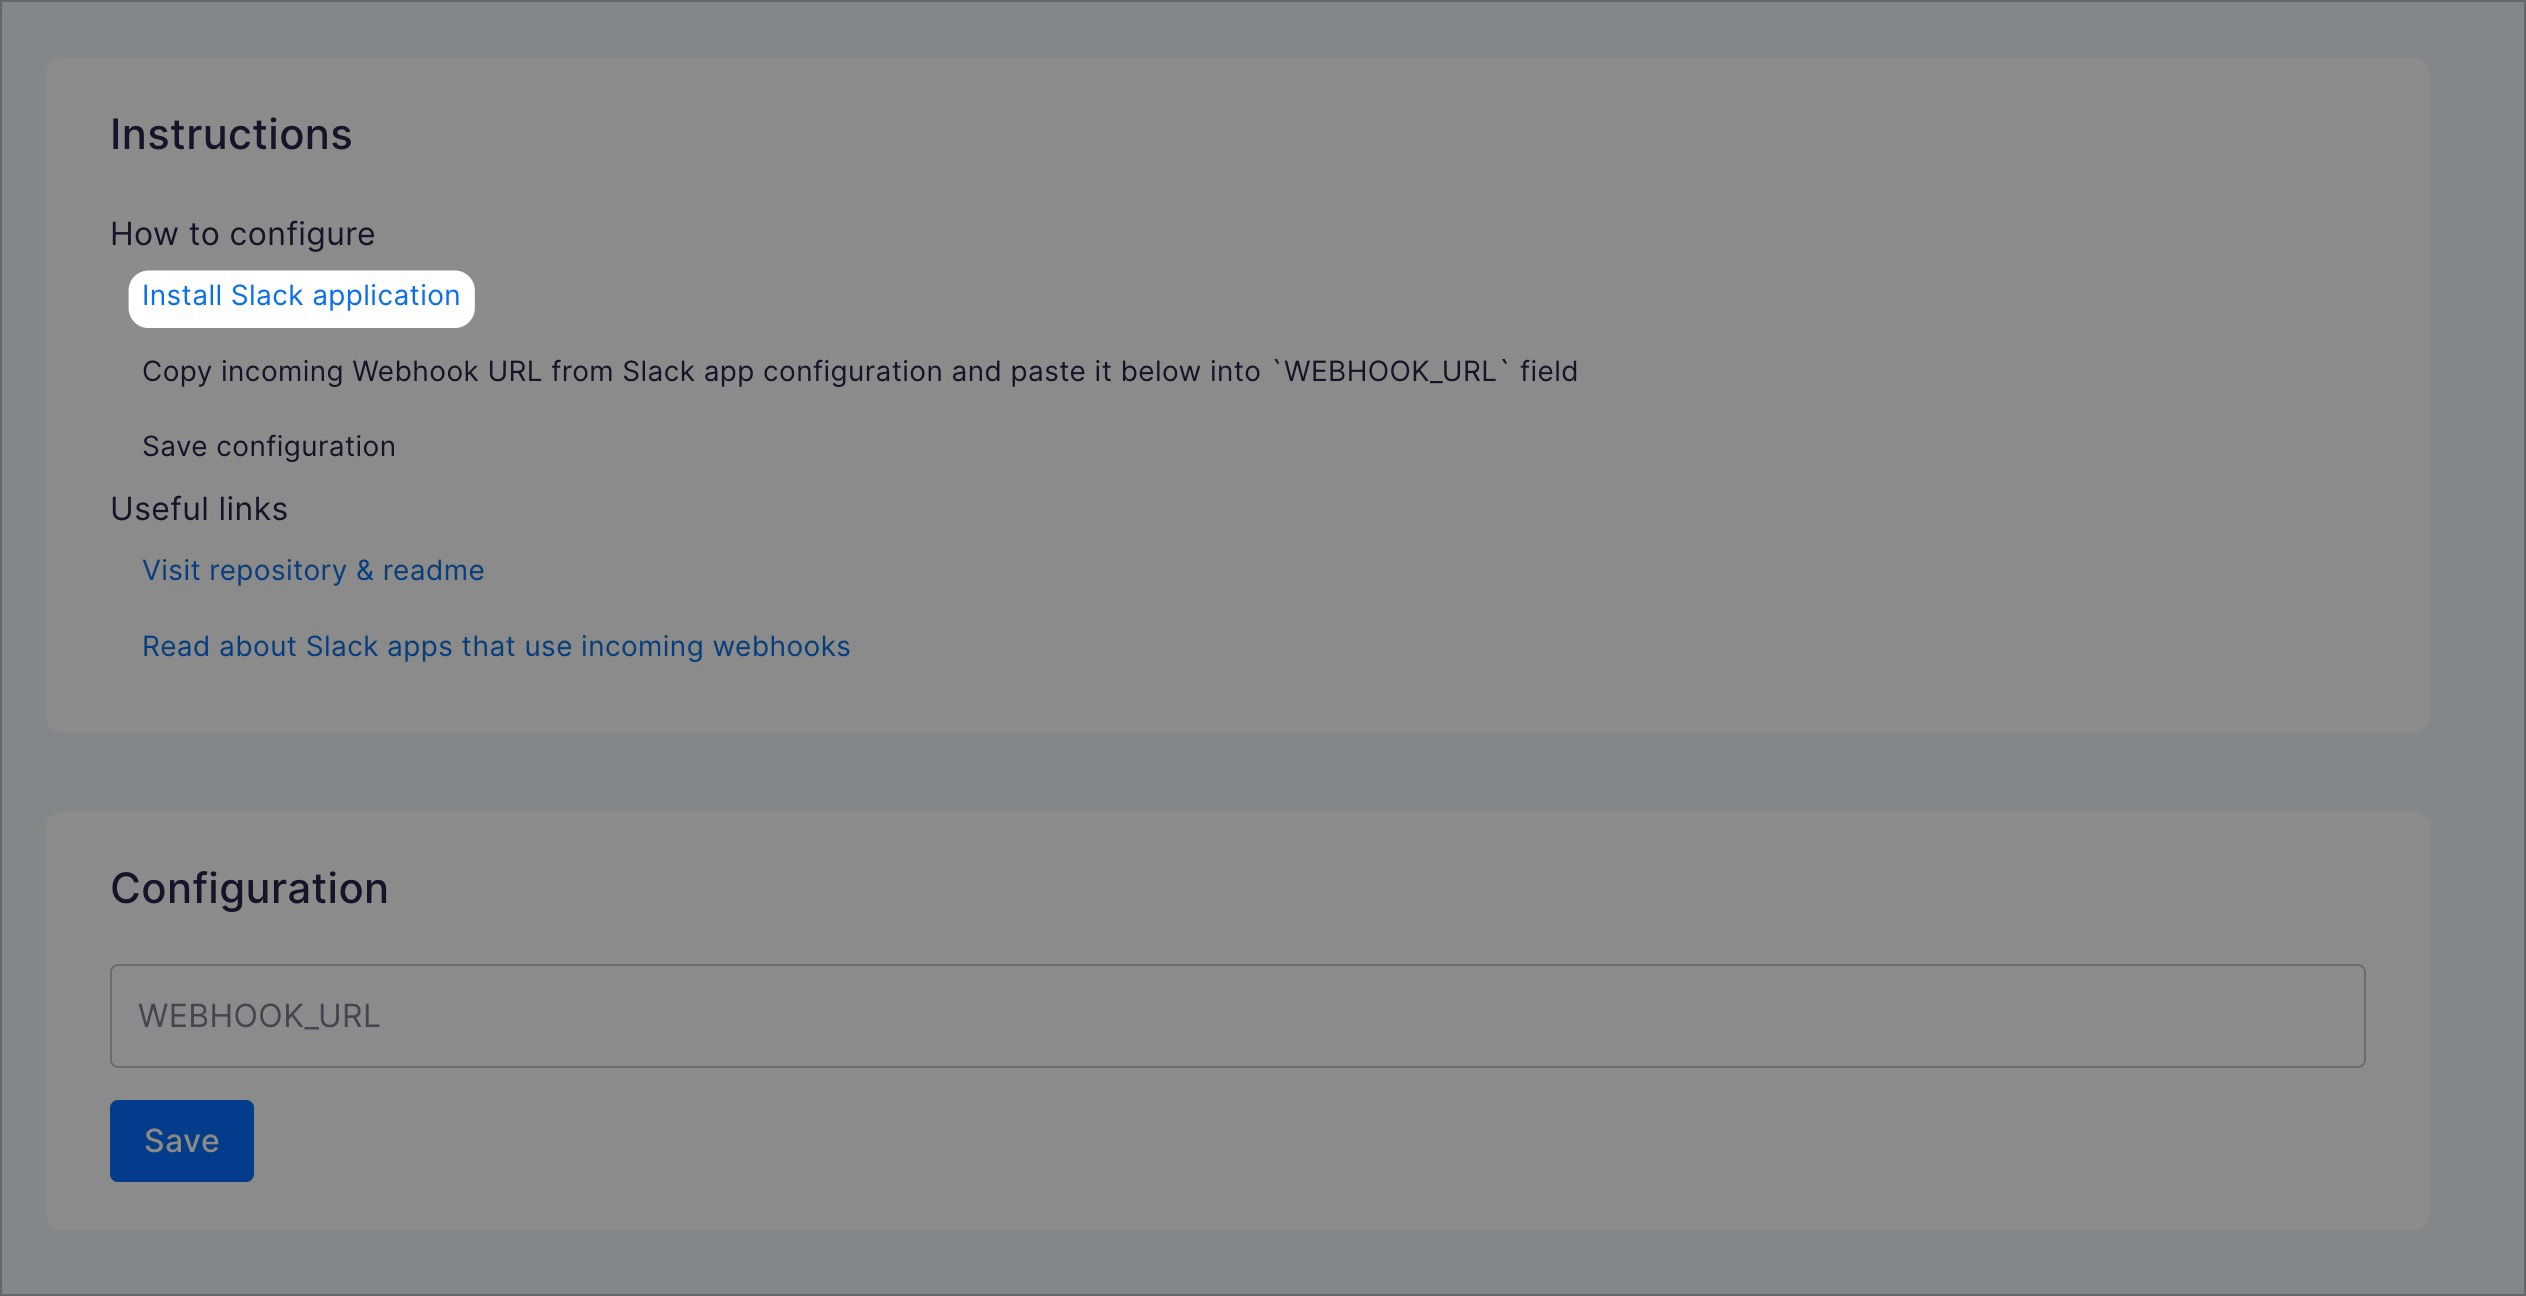 Instructions
How to configure
Install Slack application
Copy incoming Webhook URL from Slack app configuration and paste it below into `WEBHOOK_URL` field
Save configuration
Useful links
Visit repository & readme
Read about Slack apps that use incoming webhooks
Configuration
WEBHOOK_URL
Save